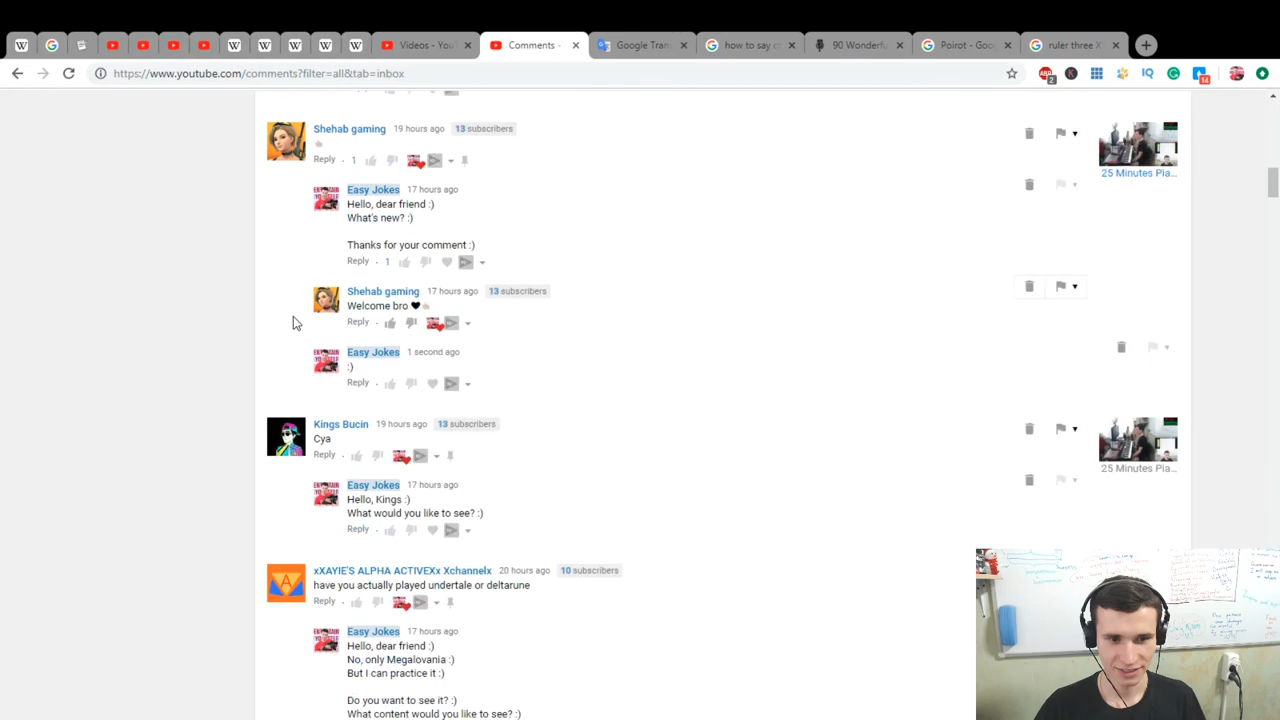 Videos - You
Comments -
Google Tran
how to say c
90 Wonderfu
Poirot - Goo
ruler three X
https://www.youtube.com/comments?filter=all&tab=inbox
2
14
Shehab gaming 19 hours ago 13 subscribers
Reply · 1
25 Minutes Pia...
Easy Jokes 17 hours ago
Hello, dear friend :)
What's new? :)
Thanks for your comment :)
Reply · 1
Shehab gaming 17 hours ago 13 subscribers
Welcome bro
Reply ·
Easy Jokes 1 second ago
:)
Reply ·
Kings Bucin 19 hours ago 13 subscribers
Cya
Reply ·
25 Minutes Pia...
Easy Jokes 17 hours ago
Hello, Kings :)
What would you like to see? :)
Reply ·
xXAYIE'S ALPHA ACTIVEXx Xchannelx 20 hours ago 10 subscribers
have you actually played undertale or deltarune
Reply ·
Easy Jokes 17 hours ago
Hello, dear friend :)
No, only Megalovania :)
But I can practice it :)
Do you want to see it? :)
What content would you like to see? :)